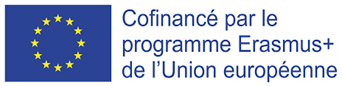 Cofinancé par le
programme Erasmus+
de l'Union européenne